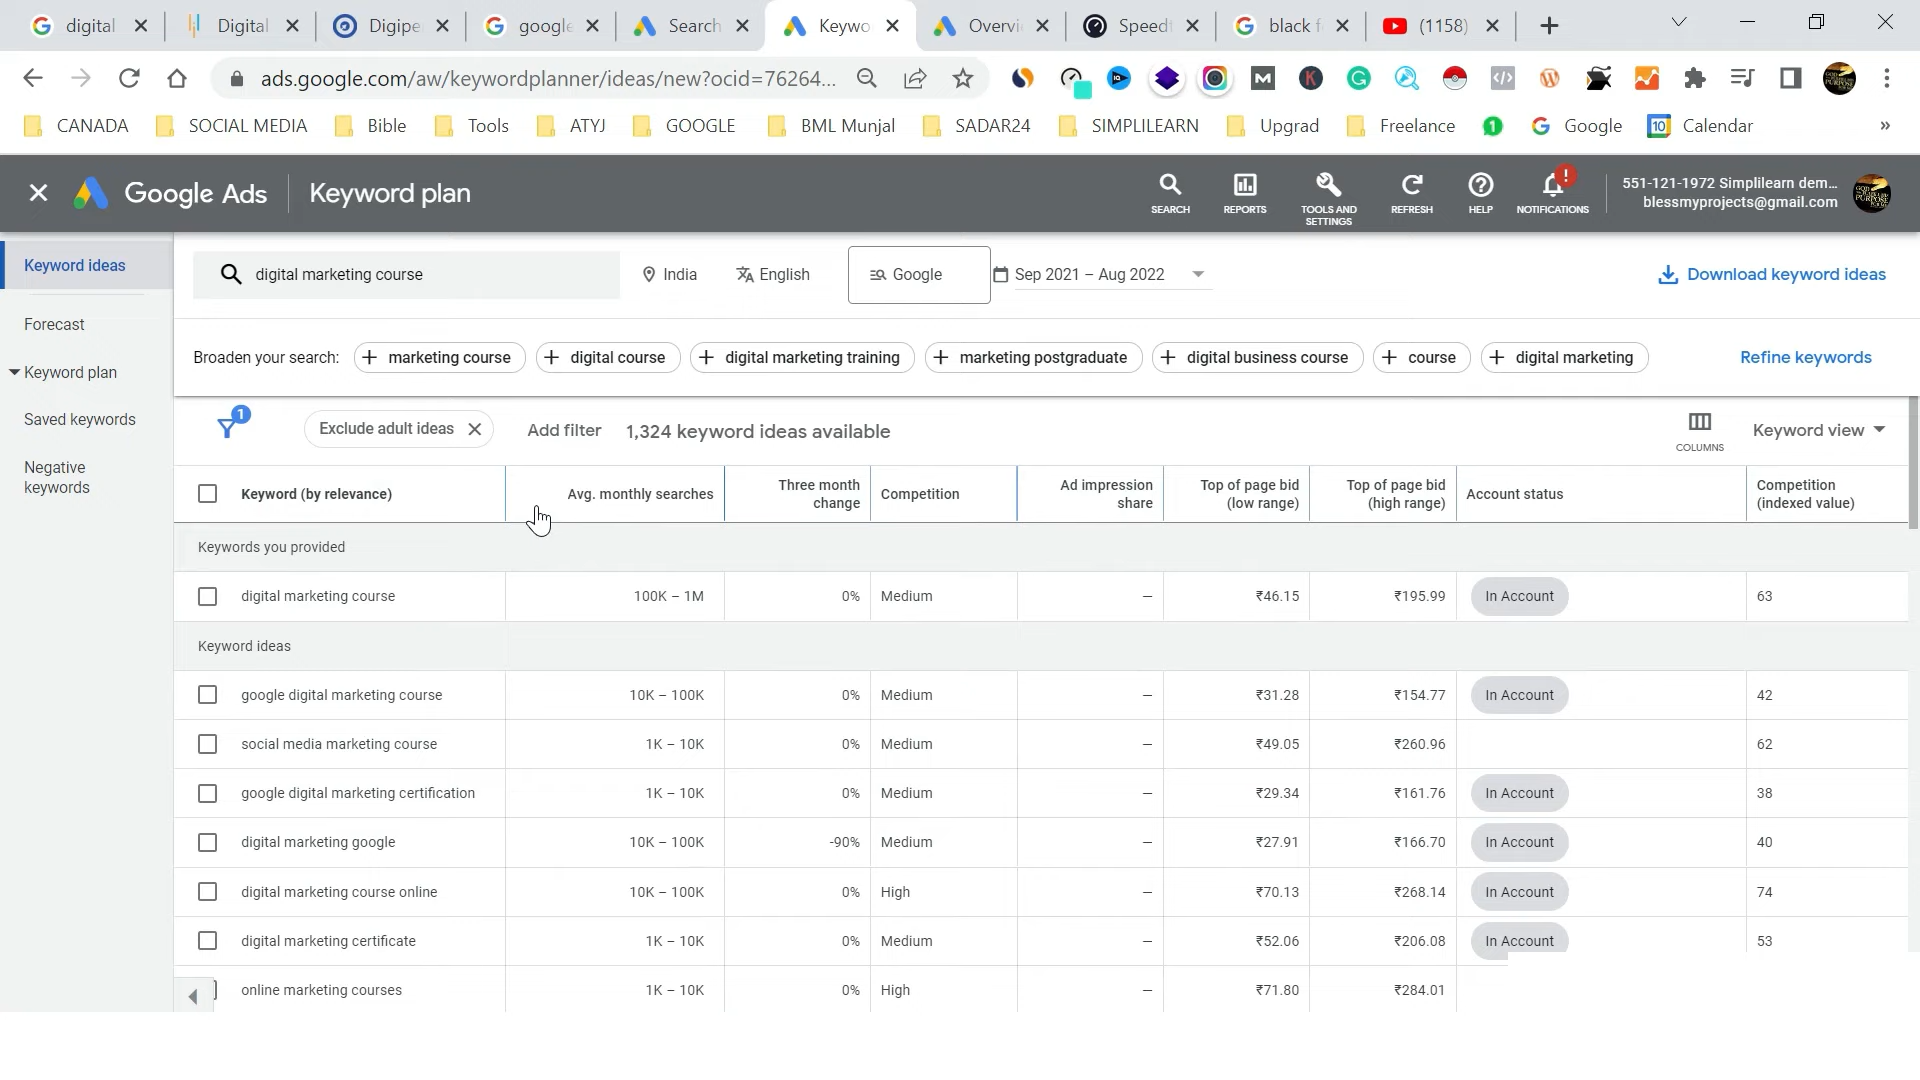 digital
Digital
Digipe
google
Search
Keywo
Overvi
Speedt
black f
(1158)
ads.google.com/aw/keywordplanner/ideas/new?ocid=76264...
CANADA
SOCIAL MEDIA
Bible
Tools
ATYJ
GOOGLE
BML Munjal
SADAR24
SIMPLILEARN
Upgrad
Freelance
1
Google
10
Calendar
»
Google Ads
Keyword plan
SEARCH
REPORTS
TOOLS AND
SETTINGS
REFRESH
HELP
NOTIFICATIONS
551-121-1972 Simplilearn dem...
blessmyprojects@gmail.com
Keyword ideas
Forecast
Keyword plan
Saved keywords
Negative
keywords
digital marketing course
India
English
Google
Sep 2021 – Aug 2022
Download keyword ideas
Broaden your search:
+ marketing course
+ digital course
+ digital marketing training
+ marketing postgraduate
+ digital business course
+ course
+ digital marketing
Refine keywords
1
Exclude adult ideas
Add filter
1,324 keyword ideas available
COLUMNS
Keyword view
Keyword (by relevance)
Avg. monthly searches
Three month
change
Competition
Ad impression
share
Top of page bid
(low range)
Top of page bid
(high range)
Account status
Competition
(indexed value)
Keywords you provided
digital marketing course 100K – 1M 0% Medium – ₹46.15 ₹195.99 In Account 63
Keyword ideas
google digital marketing course 10K – 100K 0% Medium – ₹31.28 ₹154.77 In Account 42
social media marketing course 1K – 10K 0% Medium – ₹49.05 ₹260.96 62
google digital marketing certification 1K – 10K 0% Medium – ₹29.34 ₹161.76 In Account 38
digital marketing google 10K – 100K -90% Medium – ₹27.91 ₹166.70 In Account 40
digital marketing course online 10K – 100K 0% High – ₹70.13 ₹268.14 In Account 74
digital marketing certificate 1K – 10K 0% Medium – ₹52.06 ₹206.08 In Account 53
online marketing courses 1K – 10K 0% High – ₹71.80 ₹284.01